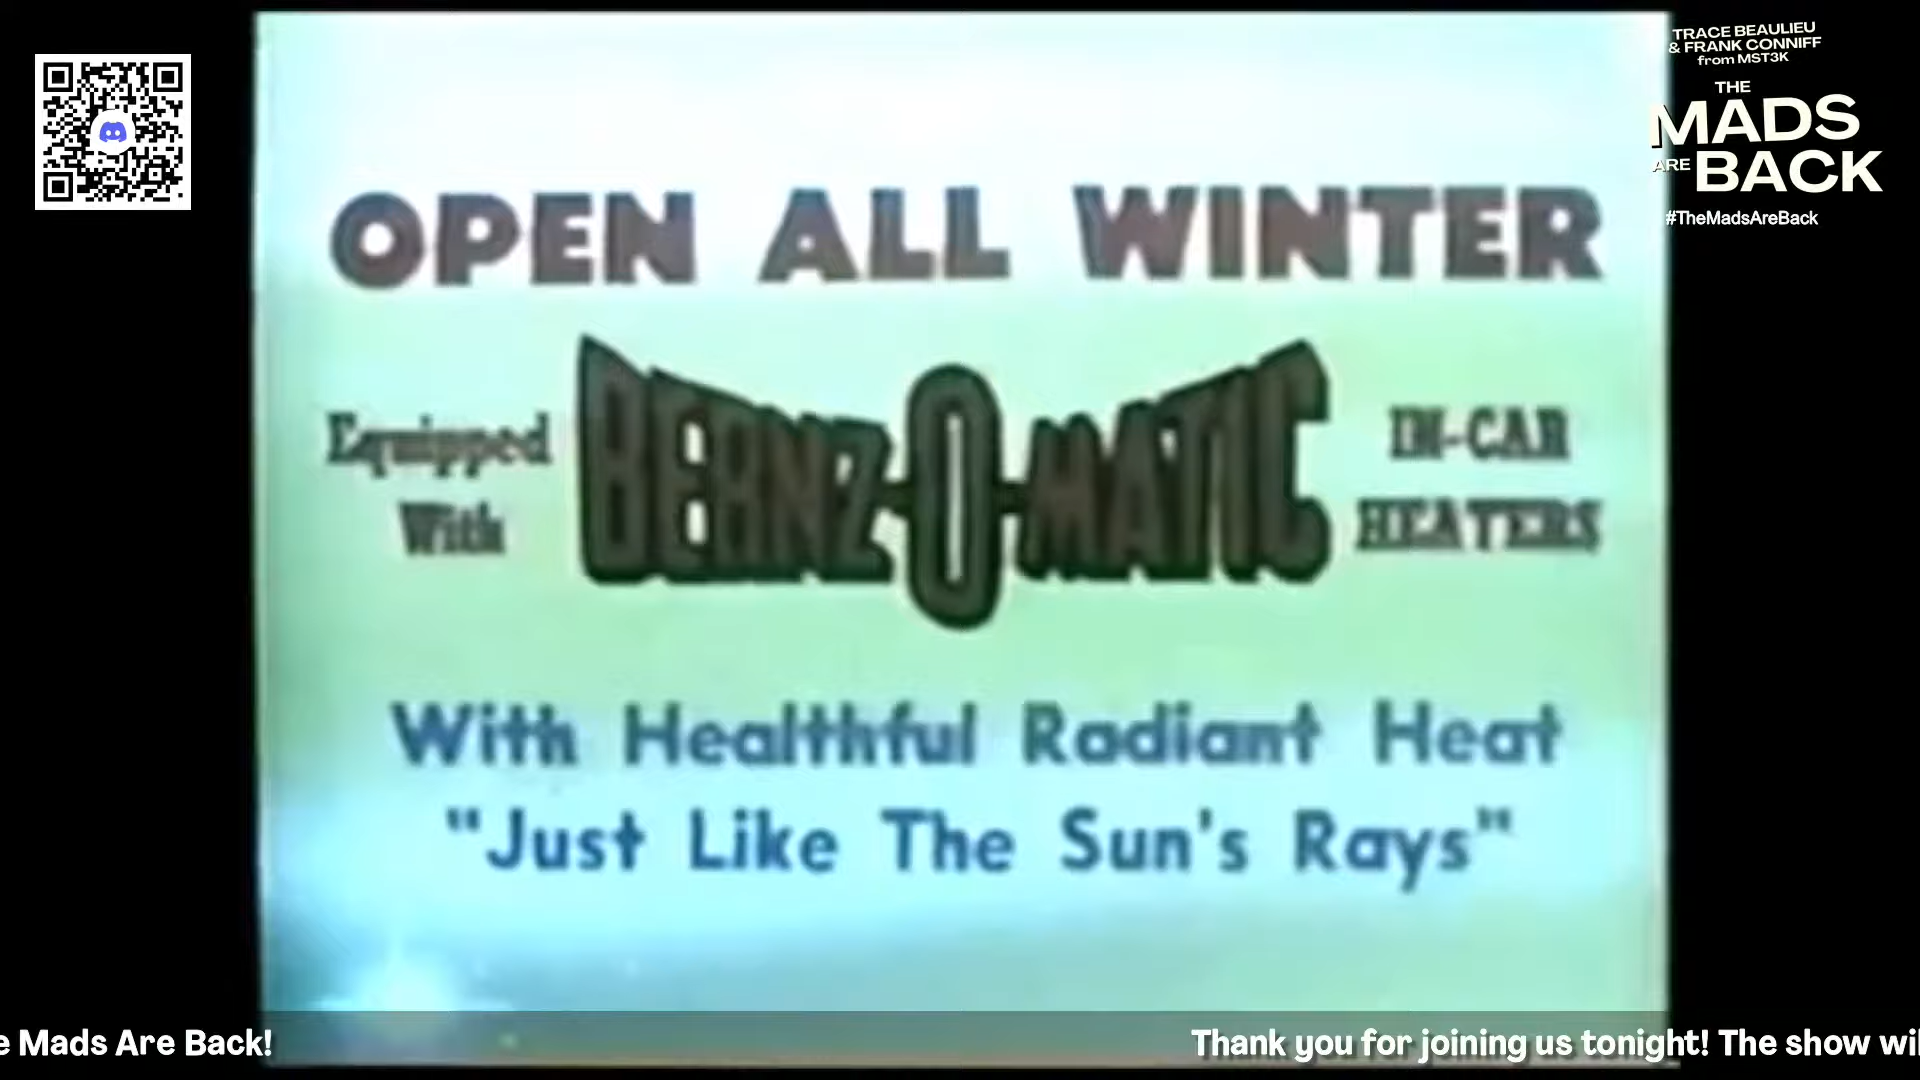 TRACE BEAULIEU
& FRANK CONNIFF
from MST3K
THE
MADS
ARE BACK
#TheMadsAreBack
OPEN ALL WINTER
Equipped
With
BERNZ-O-MATIC
IN-CAR
HEATERS
With Healthful Radiant Heat
"Just Like The Sun's Rays"
e Mads Are Back!
Thank you for joining us tonight! The show wil